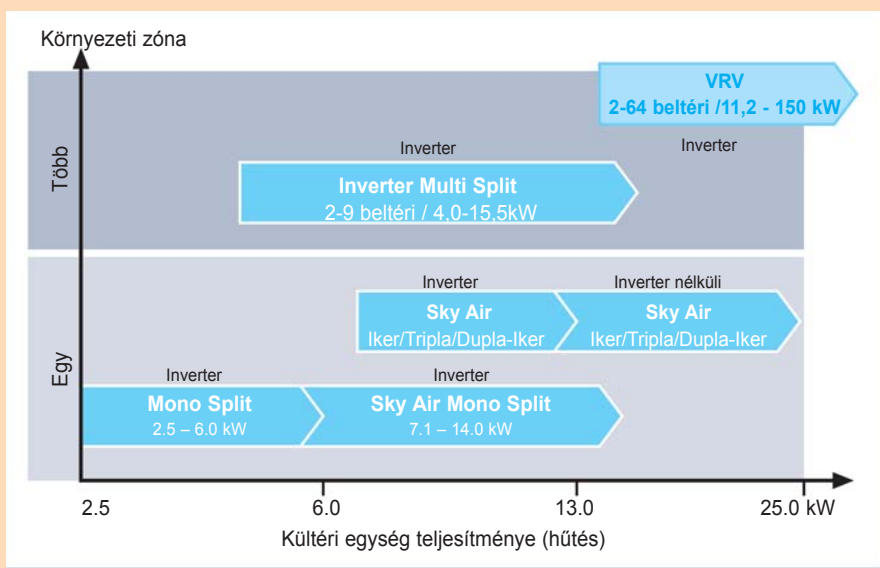 Környezeti zóna
VRV
2-64 beltéri /11,2 - 150 kW
Inverter
Inverter
Több
Inverter Multi Split
2-9 beltéri / 4,0-15,5kW
Inverter
Inverter nélküli
Sky Air
Iker/Tripla/Dupla-Iker
Sky Air
Iker/Tripla/Dupla-Iker
Egy
Inverter
Inverter
Mono Split
2.5 – 6.0 kW
Sky Air Mono Split
7.1 – 14.0 kW
2.5 6.0 13.0 25.0 kW
Kültéri egység teljesítménye (hűtés)